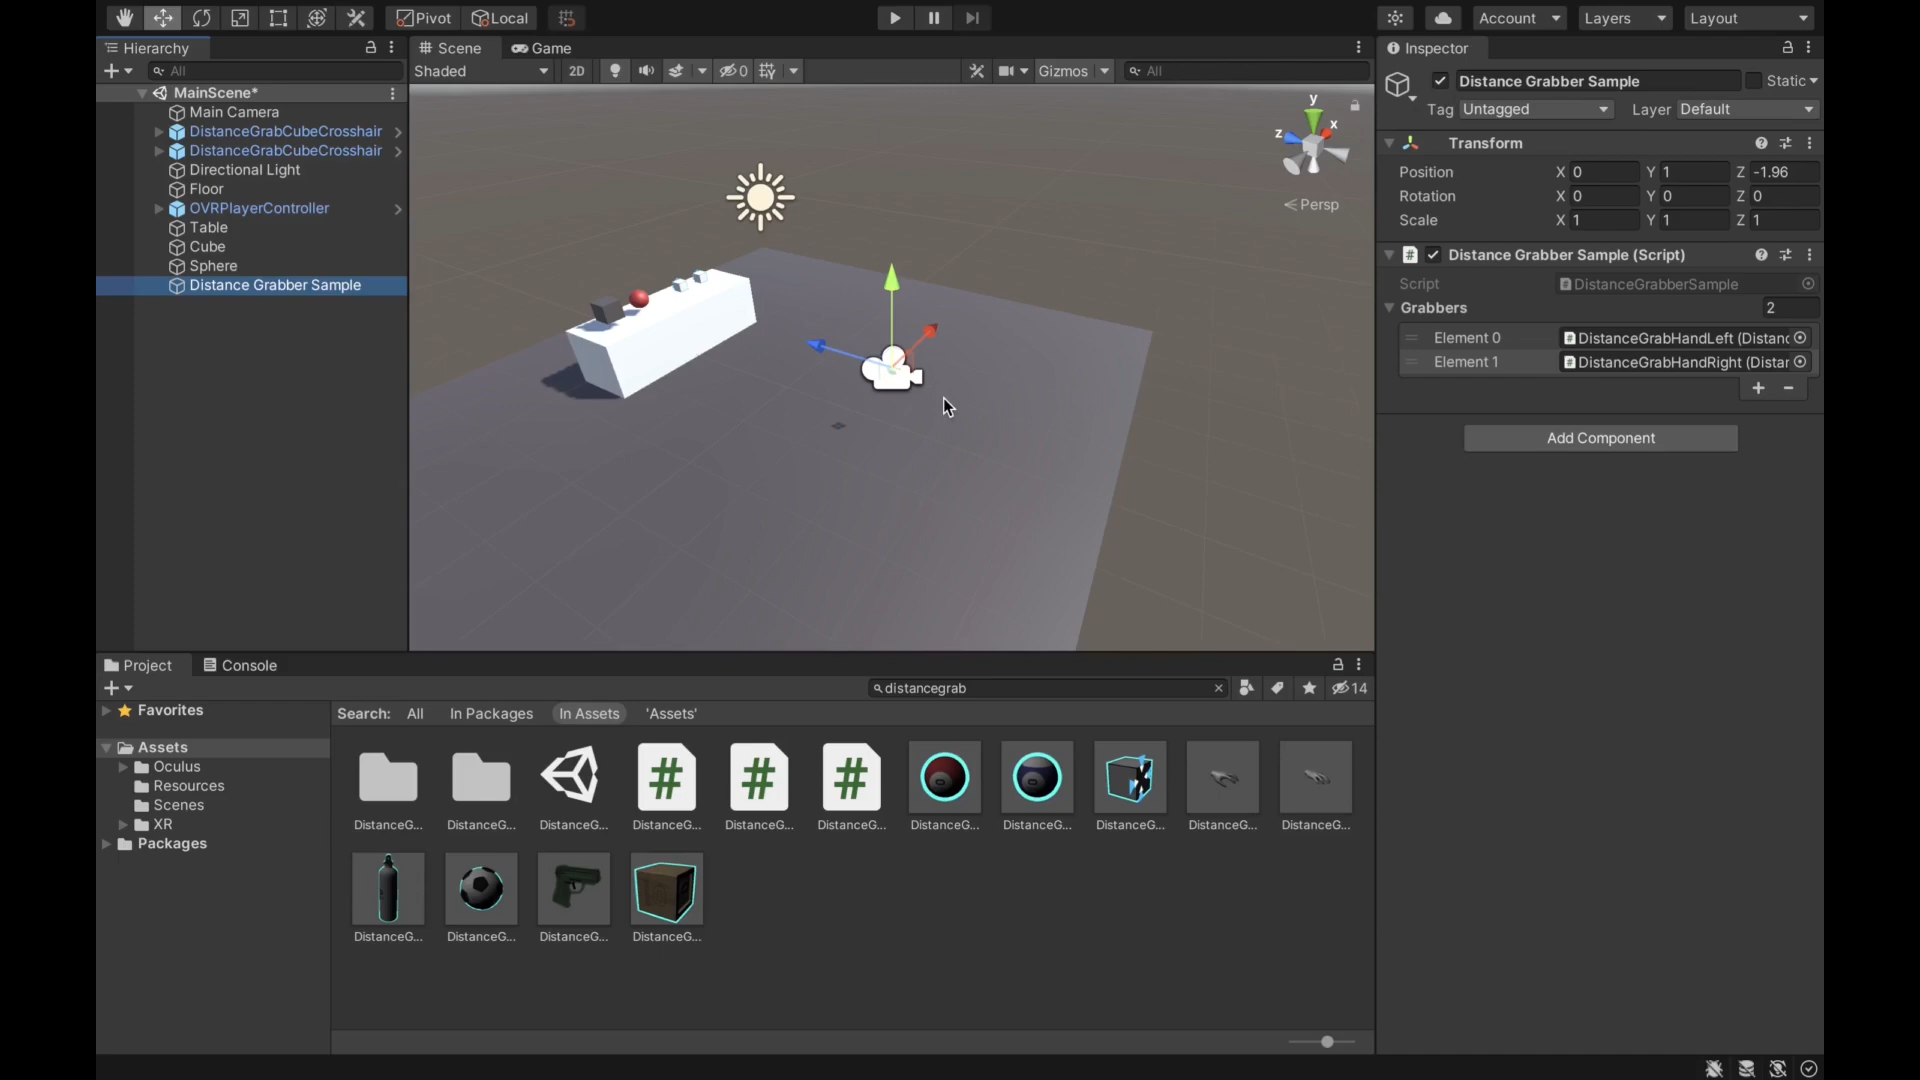 Pivot Local Account Layers Layout
Hierarchy
All
MainScene*
Main Camera
DistanceGrabCubeCrosshair
DistanceGrabCubeCrosshair
Directional Light
Floor
OVRPlayerController
Table
Cube
Sphere
Distance Grabber Sample
Scene Game
Shaded 2D 0 Gizmos All
y
x
z
Persp
Inspector
Distance Grabber Sample Static
Tag Untagged Layer Default
Transform
Position X 0 Y 1 Z -1.96
Rotation X 0 Y 0 Z 0
Scale X 1 Y 1 Z 1
# Distance Grabber Sample (Script)
Script # DistanceGrabberSample
Grabbers 2
Element 0 # DistanceGrabHandLeft (Distanc
Element 1 # DistanceGrabHandRight (Distar
+ -
Add Component
Project Console
distancegrab 14
Favorites
Assets
Oculus
Resources
Scenes
XR
Packages
Search: All In Packages In Assets 'Assets'
# # #
DistanceG... DistanceG... DistanceG... DistanceG... DistanceG... DistanceG... DistanceG... DistanceG... DistanceG... DistanceG... DistanceG...
DistanceG... DistanceG... DistanceG... DistanceG...